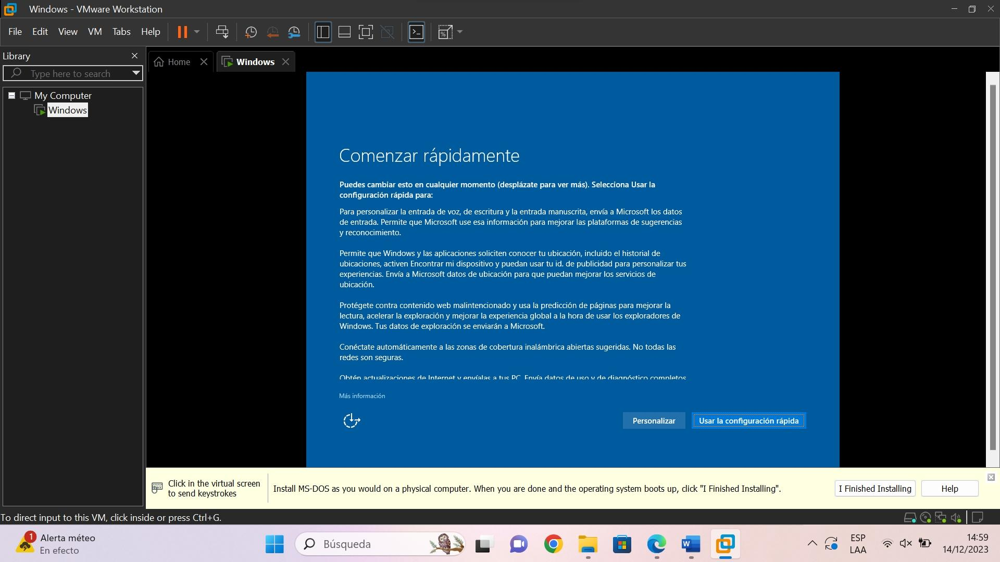 Windows - VMware Workstation
File Edit View VM Tabs Help
Library
Home
Windows
Type here to search
My Computer
Windows
Comenzar rápidamente
Puedes cambiar esto en cualquier momento (desplázate para ver más). Selecciona Usar la
configuración rápida para:
Para personalizar la entrada de voz, de escritura y la entrada manuscrita, envía a Microsoft los datos
de entrada. Permite que Microsoft use esa información para mejorar las plataformas de sugerencias
y reconocimiento.
Permite que Windows y las aplicaciones soliciten conocer tu ubicación, incluido el historial de
ubicaciones, activen Encontrar mi dispositivo y puedan usar tu id. de publicidad para personalizar tus
experiencias. Envía a Microsoft datos de ubicación para que puedan mejorar los servicios de
ubicación.
Protégete contra contenido web malintencionado y usa la predicción de páginas para mejorar la
lectura, acelerar la exploración y mejorar la experiencia global a la hora de usar los exploradores de
Windows. Tus datos de exploración se enviarán a Microsoft.
Conéctate automáticamente a las zonas de cobertura inalámbrica abiertas sugeridas. No todas las
redes son seguras.
Obtén actualizaciones de Internet y envíalas a tus PC. Envía datos de uso y de diagnóstico completos
Más información
Personalizar
Usar la configuración rápida
Click in the virtual screen
to send keystrokes
Install MS-DOS as you would on a physical computer. When you are done and the operating system boots up, click "I Finished Installing".
I Finished Installing
Help
To direct input to this VM, click inside or press Ctrl+G.
1
Alerta méteo
En efecto
Búsqueda
ESP
LAA
14:59
14/12/2023